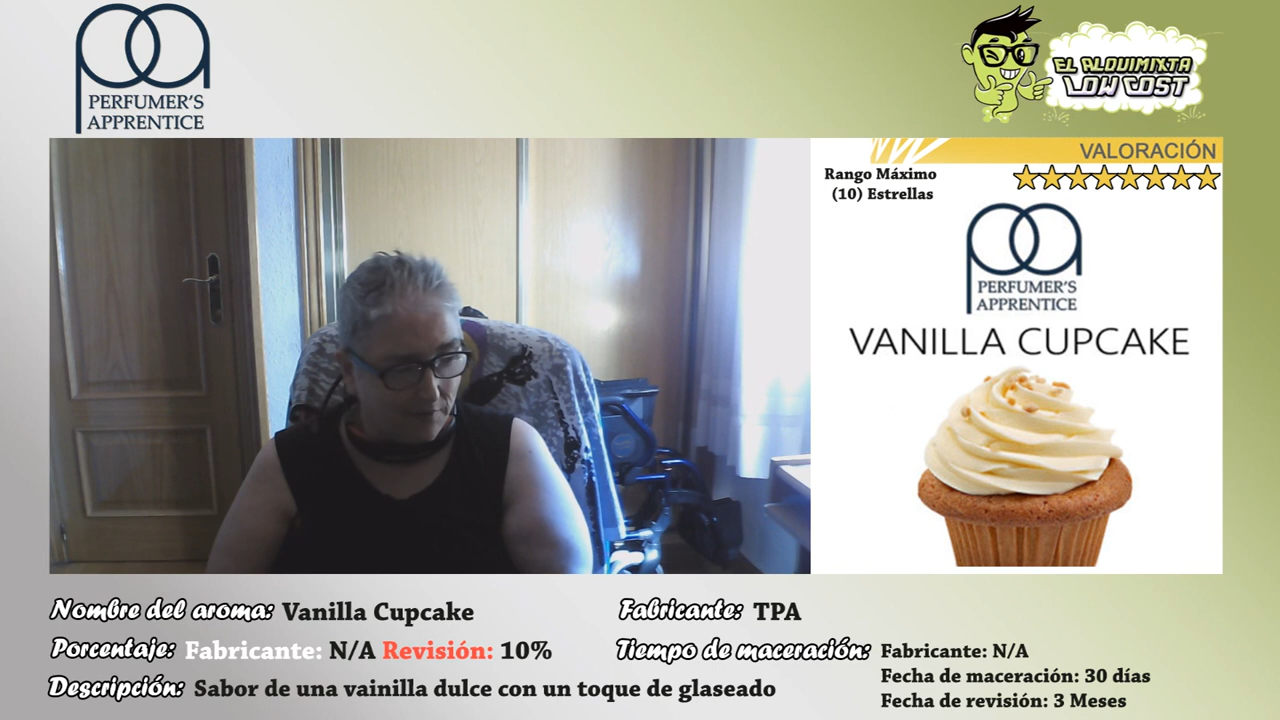 PERFUMER'S
APPRENTICE
EL ALQUIMIXTA
LOW COST
VALORACIÓN
Rango Máximo
(10) Estrellas
PERFUMER'S
APPRENTICE
VANILLA CUPCAKE
Nombre del aroma: Vanilla Cupcake
Fabricante: TPA
Porcentaje: Fabricante: N/A Revisión: 10%
Tiempo de maceración: Fabricante: N/A
Fecha de maceración: 30 días
Fecha de revisión: 3 Meses
Descripción: Sabor de una vainilla dulce con un toque de glaseado